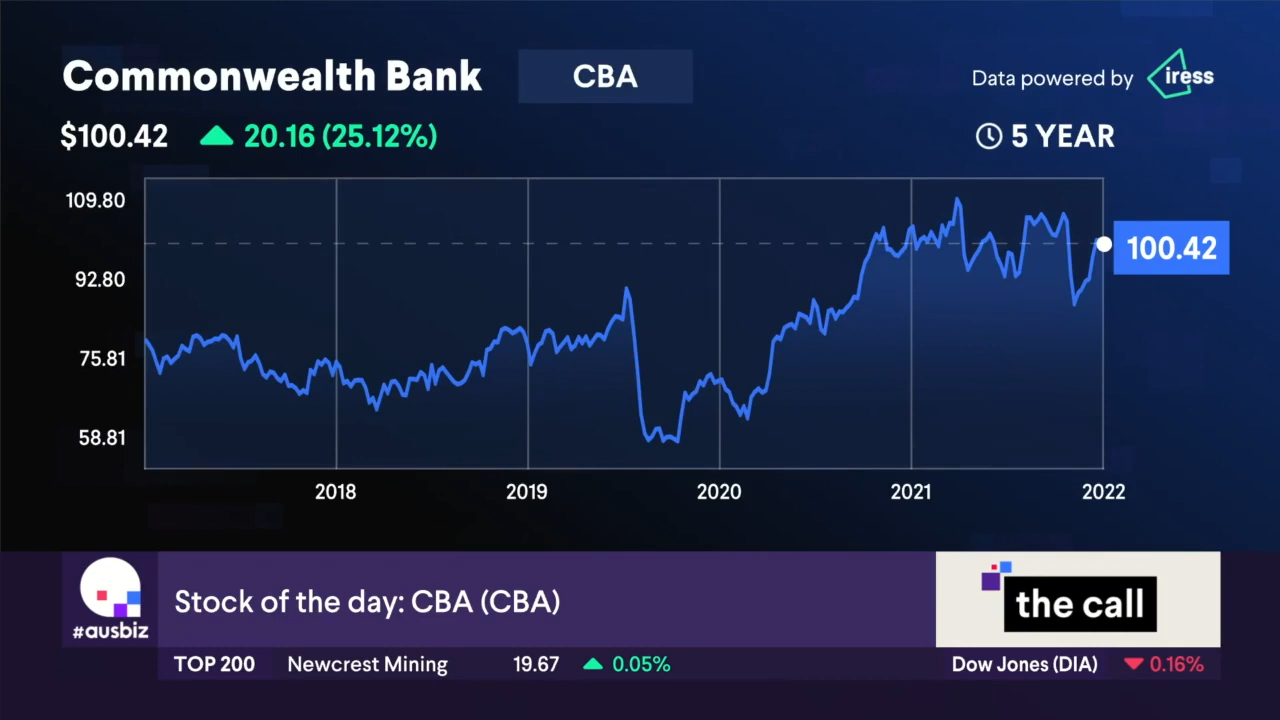 Commonwealth Bank CBA Data powered by iress
$100.42 20.16 (25.12%) 5 YEAR
109.80
100.42
92.80
75.81
58.81
2018 2019 2020 2021 2022
Stock of the day: CBA (CBA) the call
#ausbiz
TOP 200 Newcrest Mining 19.67 0.05% Dow Jones (DIA) 0.16%